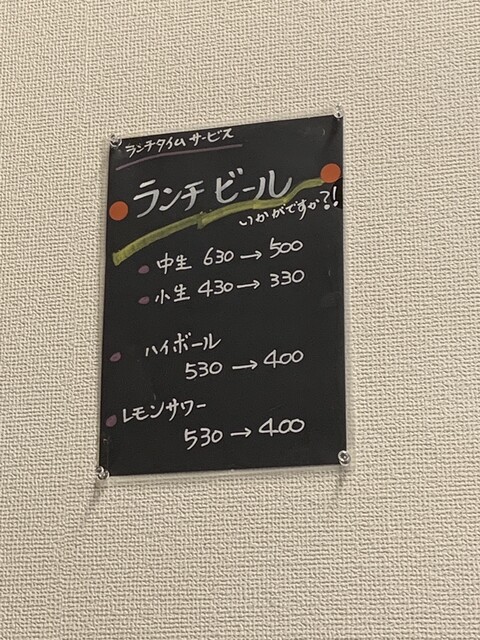 ランチタイムサービス
ランチビール
いかがですか?!
中生 630→500
小生 430→330
ハイボール
530→400
レモンサワー
530→400